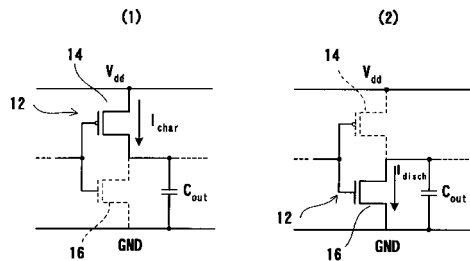 (1)
14
V dd
12
I char
C out
16
GND
(2)
14
V dd
I disch
12
C out
16
GND